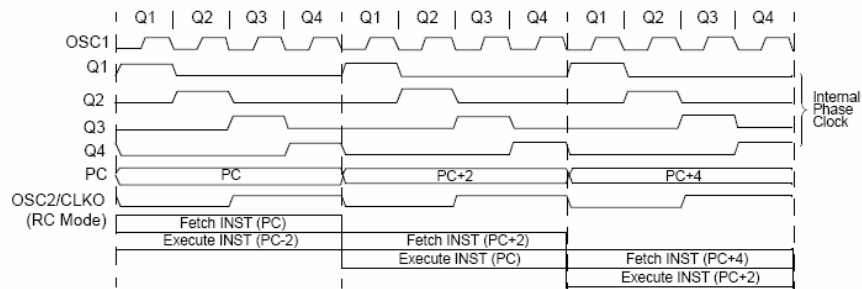 Q1 Q2 Q3 Q4 Q1 Q2 Q3 Q4 Q1 Q2 Q3 Q4
OSC1
Q1
Q2
Q3
Q4
Internal
Phase
Clock
PC PC PC+2 PC+4
OSC2/CLKO
(RC Mode)
Fetch INST (PC)
Execute INST (PC-2) Fetch INST (PC+2)
Execute INST (PC) Fetch INST (PC+4)
Execute INST (PC+2)